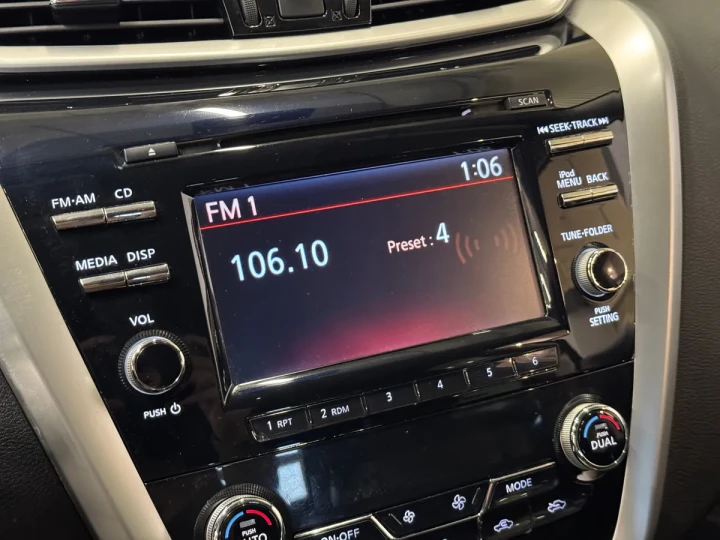 SCAN
⏮ SEEK·TRACK ⏭
FM·AM CD
FM 1 1:06
iPod
MENU BACK
106.10 Preset : 4
MEDIA DISP
TUNE·FOLDER
PUSH
SETTING
VOL
PUSH
1 RPT 2 RDM 3 4 5 6
PUSH
DUAL
MODE
PUSH
ON·OFF